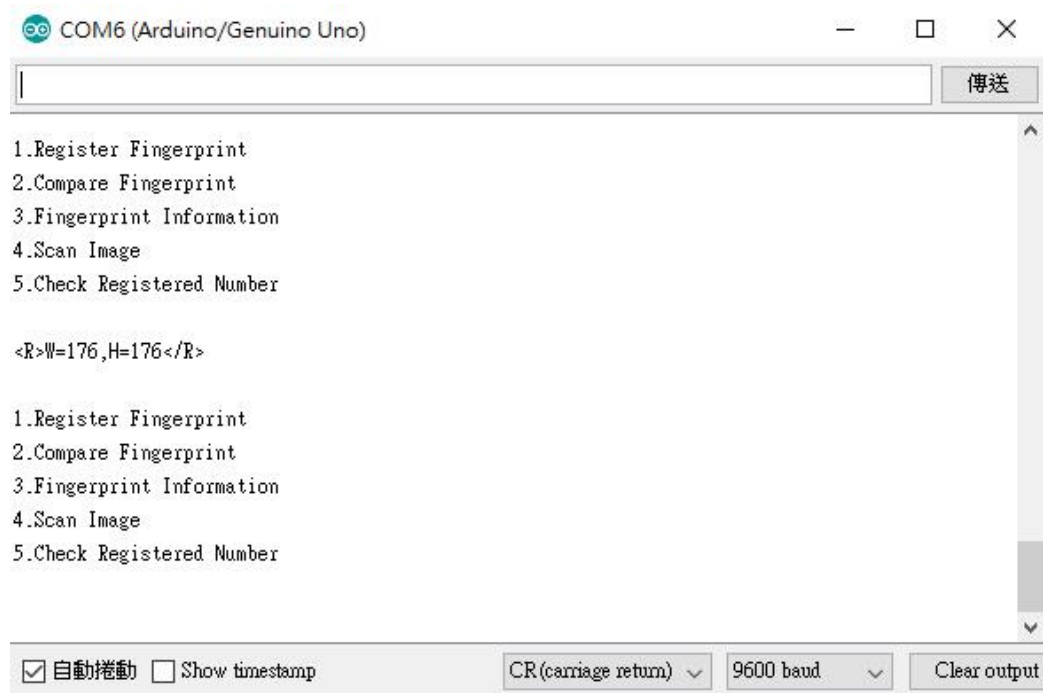 COM6 (Arduino/Genuino Uno)
傳送
1.Register Fingerprint
2.Compare Fingerprint
3.Fingerprint Information
4.Scan Image
5.Check Registered Number
<R>W=176,H=176</R>
1.Register Fingerprint
2.Compare Fingerprint
3.Fingerprint Information
4.Scan Image
5.Check Registered Number
自動捲動 Show timestamp CR(carriage return) 9600 baud Clear output